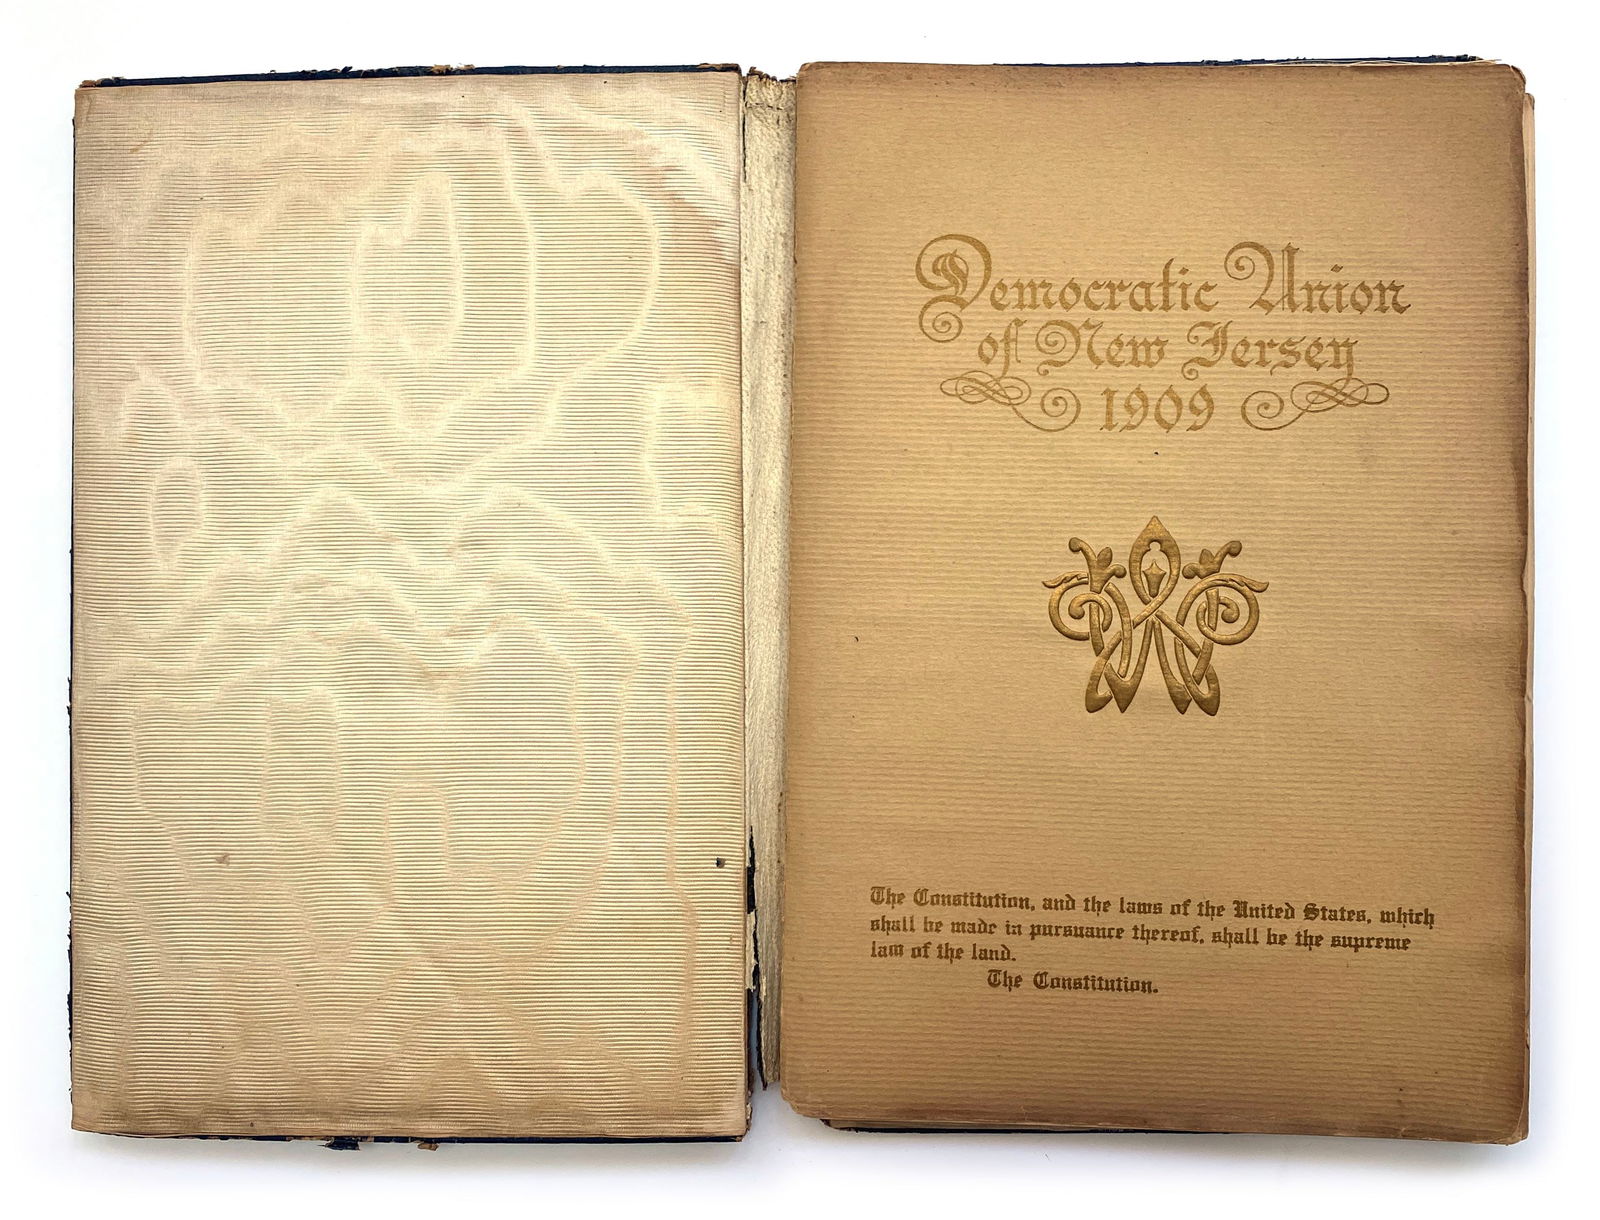 Democratic Union
of New Jersey
1909
The Constitution, and the laws of the United States, which
shall be made in pursuance thereof, shall be the supreme
law of the land.
The Constitution.